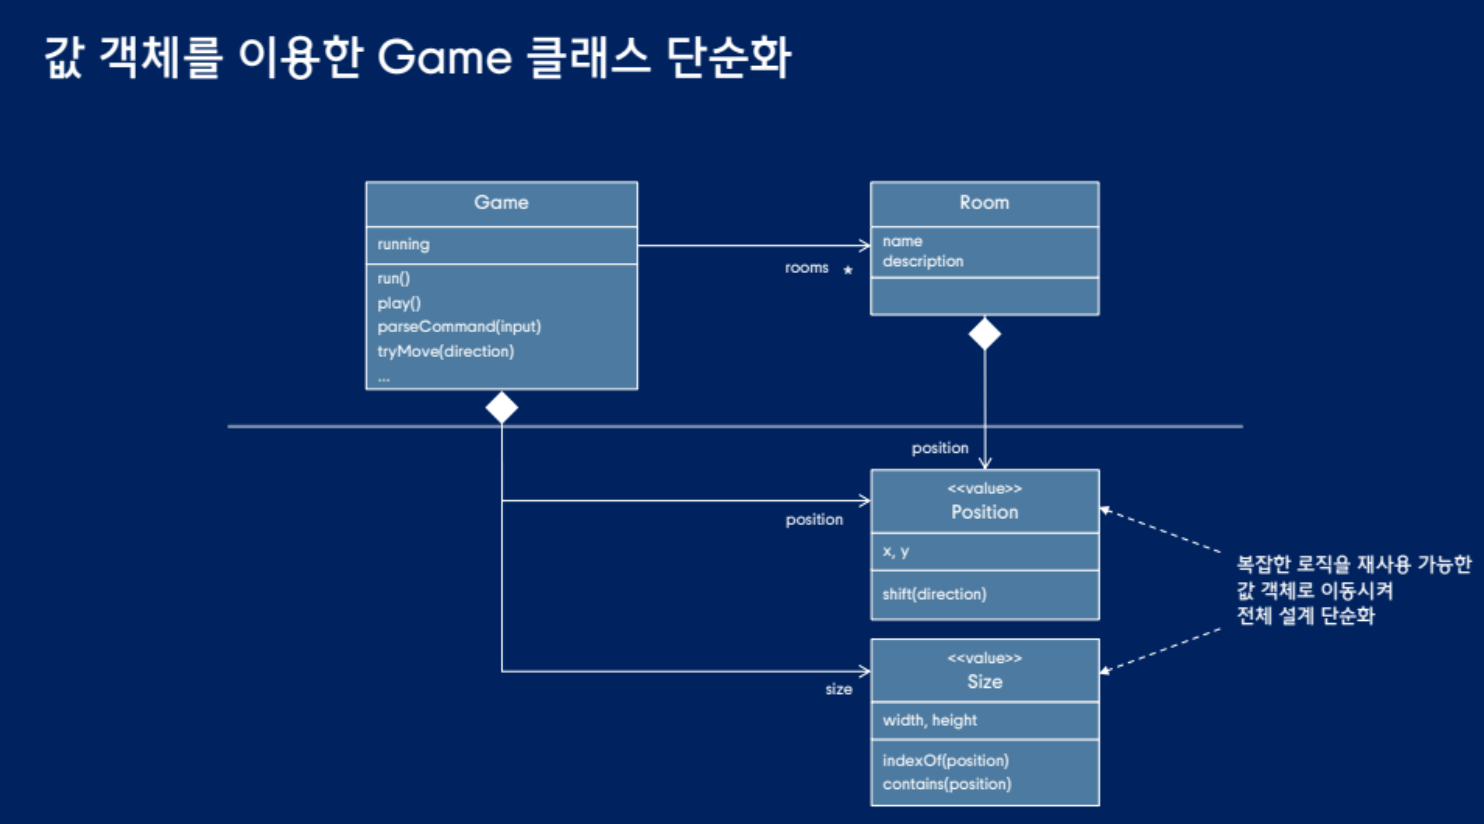 값 객체를 이용한 Game 클래스 단순화
Game
running
run()
play()
parseCommand(input)
tryMove(direction)
...
rooms *
Room
name
description
position
position
<<value>>
Position
x, y
shift(direction)
size
<<value>>
Size
width, height
indexOf(position)
contains(position)
복잡한 로직을 재사용 가능한
값 객체로 이동시켜
전체 설계 단순화